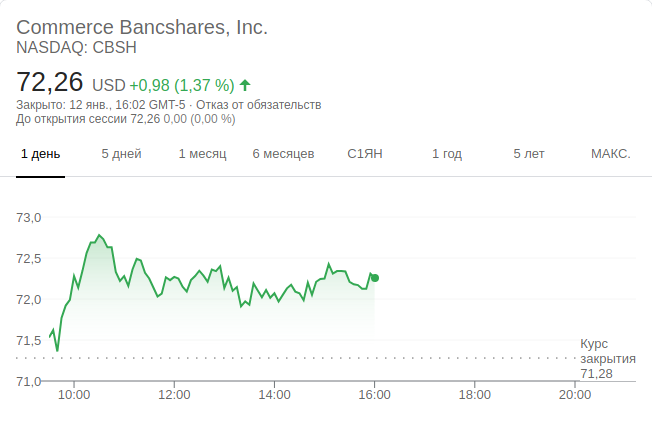 Commerce Bancshares, Inc.
NASDAQ: CBSH
72,26 USD +0,98 (1,37 %)
Закрыто: 12 янв., 16:02 GMT-5 · Отказ от обязательств
До открытия сессии 72,26 0,00 (0,00 %)
1 день 5 дней 1 месяц 6 месяцев С1ЯН 1 год 5 лет МАКС.
73,0
72,5
72,0
71,5
Курс
закрытия
71,28
71,0
10:00 12:00 14:00 16:00 18:00 20:00